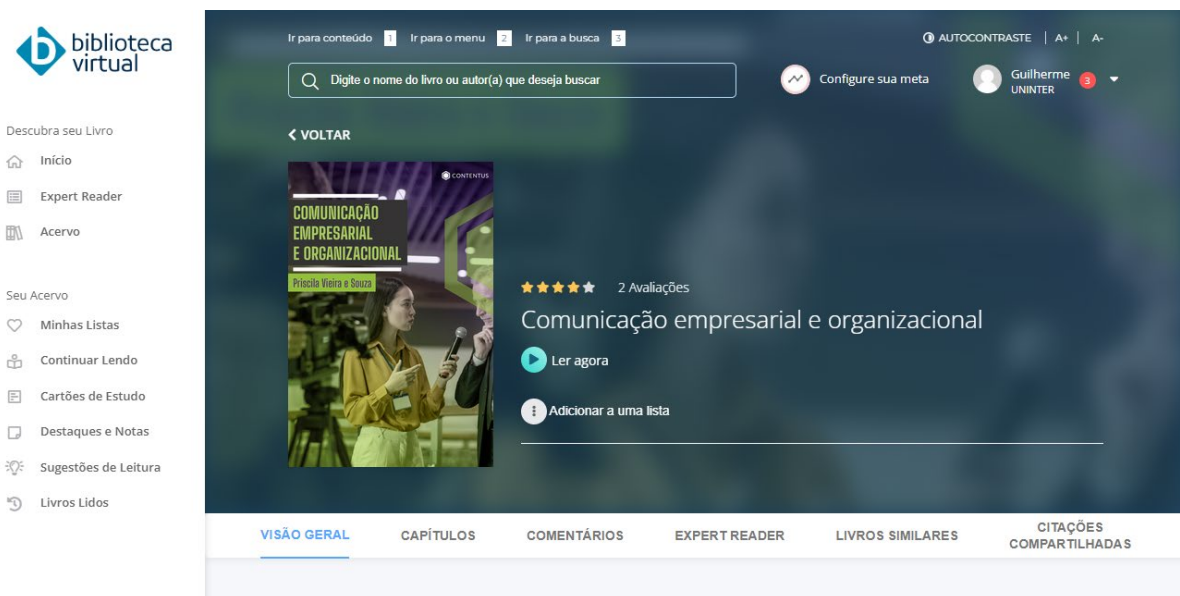 biblioteca
virtual
Descubra seu Livro
Início
Expert Reader
Acervo
Seu Acervo
Minhas Listas
Continuar Lendo
Cartões de Estudo
Destaques e Notas
Sugestões de Leitura
Livros Lidos
Ir para conteúdo 1 Ir para o menu 2 Ir para a busca 3
AUTOCONTRASTE | A+ | A-
Digite o nome do livro ou autor(a) que deseja buscar
Configure sua meta
Guilherme 3
UNINTER
VOLTAR
CONTENTUS
COMUNICAÇÃO
EMPRESARIAL
E ORGANIZACIONAL
Priscila Vieira e Souza
2 Avaliações
Comunicação empresarial e organizacional
Ler agora
Adicionar a uma lista
VISÃO GERAL CAPÍTULOS COMENTÁRIOS EXPERT READER LIVROS SIMILARES CITAÇÕES
COMPARTILHADAS